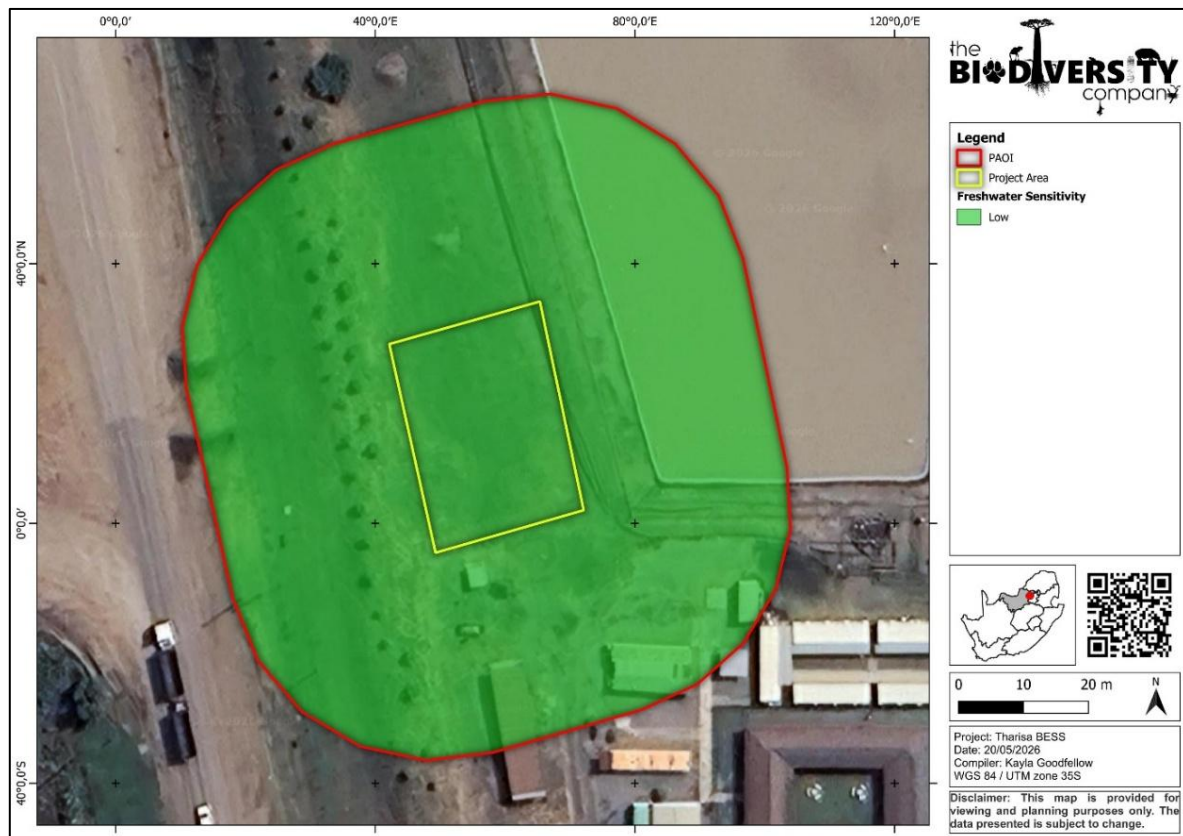 0°0,0'
40°0,0'E
80°0,0'E
120°0,0'E
40°0,0'N
0°0,0'
40°0,0'S
the
BIODIVERSITY
company
Legend
PAOI
Project Area
Freshwater Sensitivity
Low
0 10 20 m
N
Project: Tharisa BESS
Date: 20/05/2026
Compiler: Kayla Goodfellow
WGS 84 / UTM zone 35S
Disclaimer: This map is provided for
viewing and planning purposes only. The
data presented is subject to change.